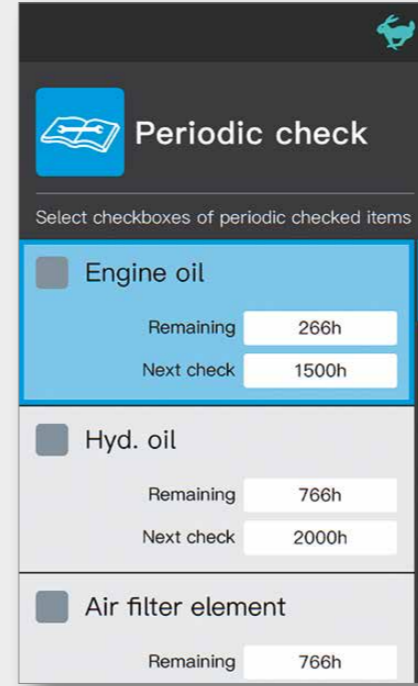 Periodic check
Select checkboxes of periodic checked items
Engine oil
Remaining 266h
Next check 1500h
Hyd. oil
Remaining 766h
Next check 2000h
Air filter element
Remaining 766h